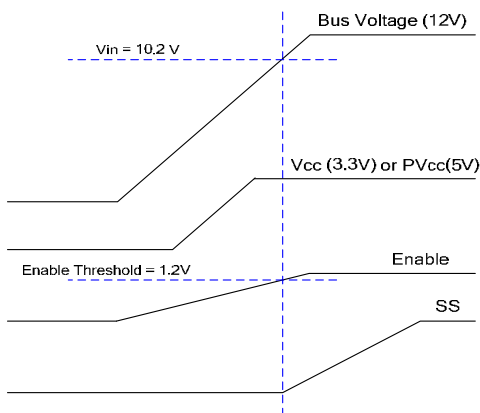 Bus Voltage (12V)
Vin = 10.2 V
Vcc (3.3V) or PVcc(5V)
Enable
Enable Threshold = 1.2V
SS